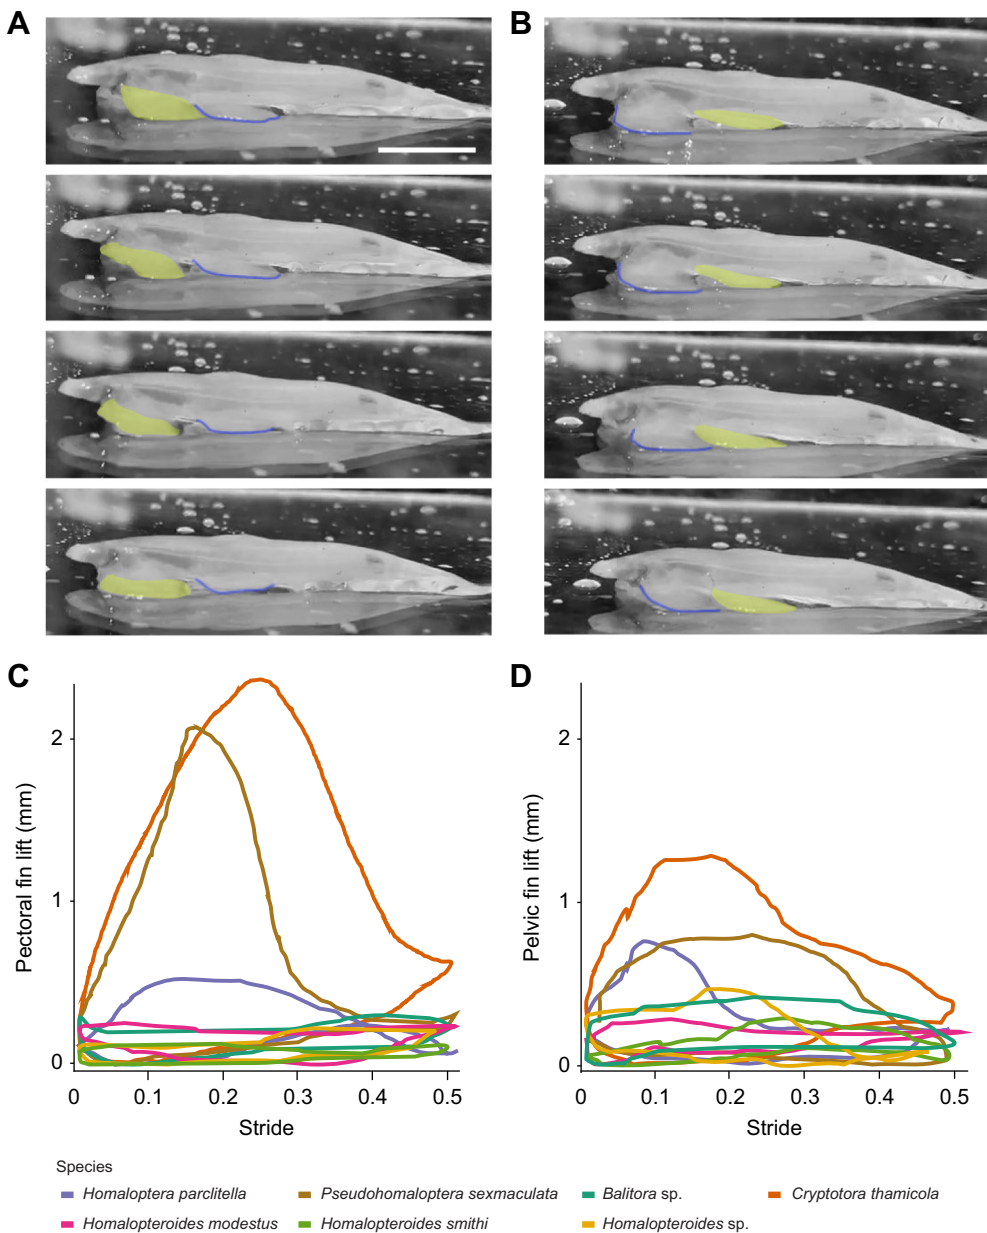 A
B
C
D
Pectoral fin lift (mm)
2
1
0
0
0.1
0.2
0.3
0.4
0.5
Stride
Pelvic fin lift (mm)
2
1
0
0
0.1
0.2
0.3
0.4
0.5
Stride
Species
Homaloptera parclitella
Pseudohomaloptera sexmaculata
Balitora sp.
Cryptotora thamicola
Homalopteroides modestus
Homalopteroides smithi
Homalopteroides sp.